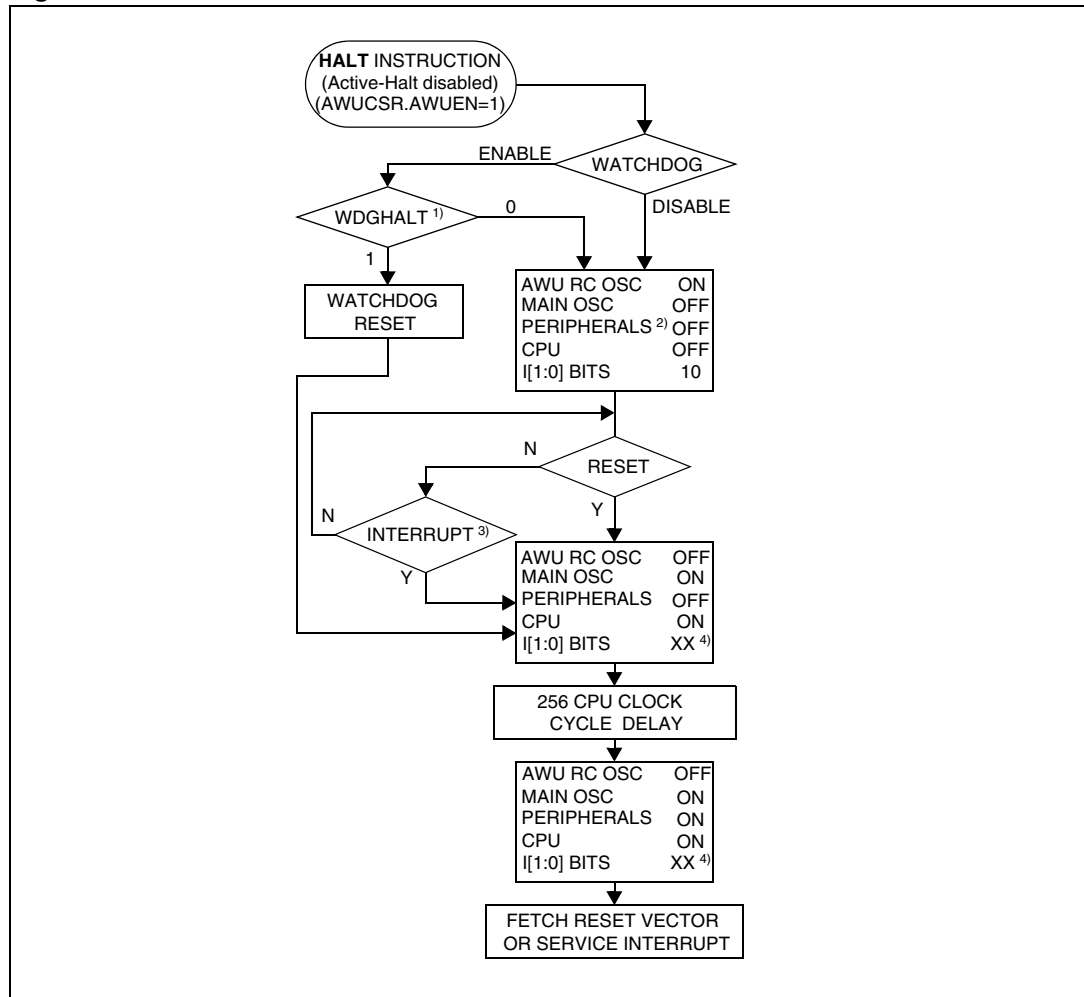 HALT INSTRUCTION
(Active-Halt disabled)
(AWUCSR.AWUEN=1)
ENABLE
WATCHDOG
WDGHALT 1)
0
DISABLE
1
WATCHDOG
RESET
AWU RC OSC ON
MAIN OSC OFF
PERIPHERALS 2) OFF
CPU OFF
I[1:0] BITS 10
N
RESET
N
INTERRUPT 3)
Y
Y
AWU RC OSC OFF
MAIN OSC ON
PERIPHERALS OFF
CPU ON
I[1:0] BITS XX 4)
256 CPU CLOCK
CYCLE DELAY
AWU RC OSC OFF
MAIN OSC ON
PERIPHERALS ON
CPU ON
I[1:0] BITS XX 4)
FETCH RESET VECTOR
OR SERVICE INTERRUPT